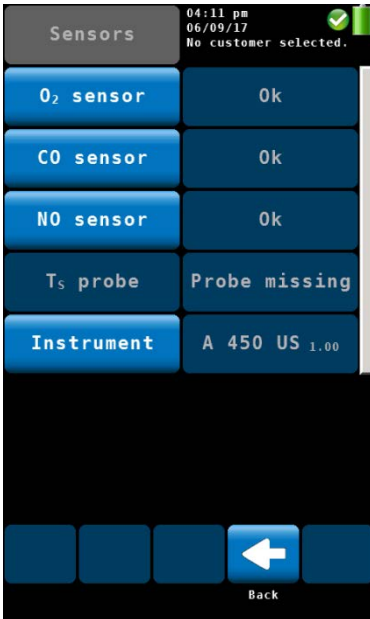 Sensors
04:11 pm
06/09/17
No customer selected.
O₂ sensor Ok
CO sensor Ok
NO sensor Ok
Tₛ probe Probe missing
Instrument A 450 US 1.00
Back